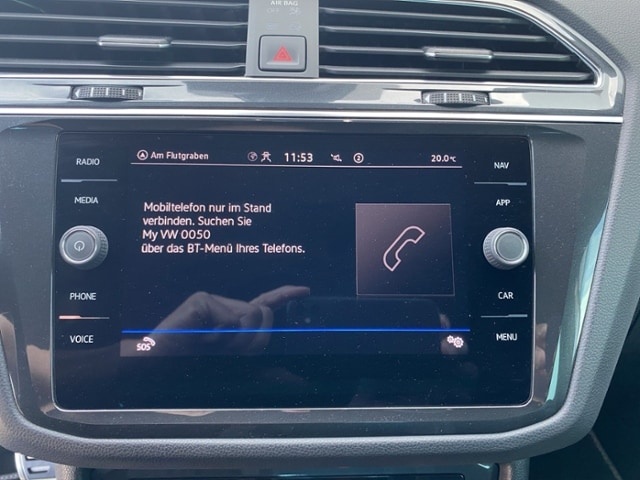 AIR BAG
RADIO
MEDIA
PHONE
VOICE
Am Flutgraben
11:53
2
20.0°C
Mobiltelefon nur im Stand
verbinden. Suchen Sie
My VW 0050
über das BT-Menü Ihres Telefons.
SOS
NAV
APP
CAR
MENU